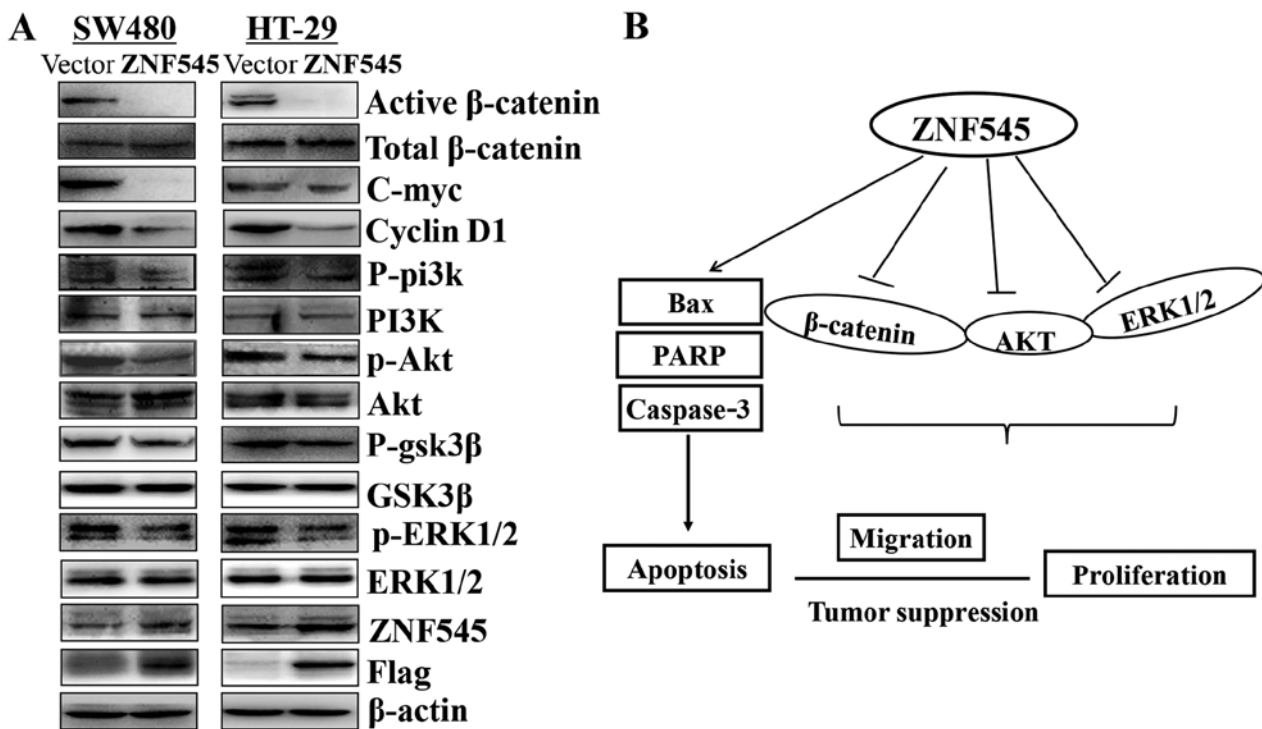 A SW480 HT-29
Vector ZNF545 Vector ZNF545
Active β-catenin
Total β-catenin
C-myc
Cyclin D1
P-pi3k
PI3K
p-Akt
Akt
P-gsk3β
GSK3β
p-ERK1/2
ERK1/2
ZNF545
Flag
β-actin
B
ZNF545
Bax
β-catenin
AKT
ERK1/2
PARP
Caspase-3
Migration
Apoptosis
Proliferation
Tumor suppression